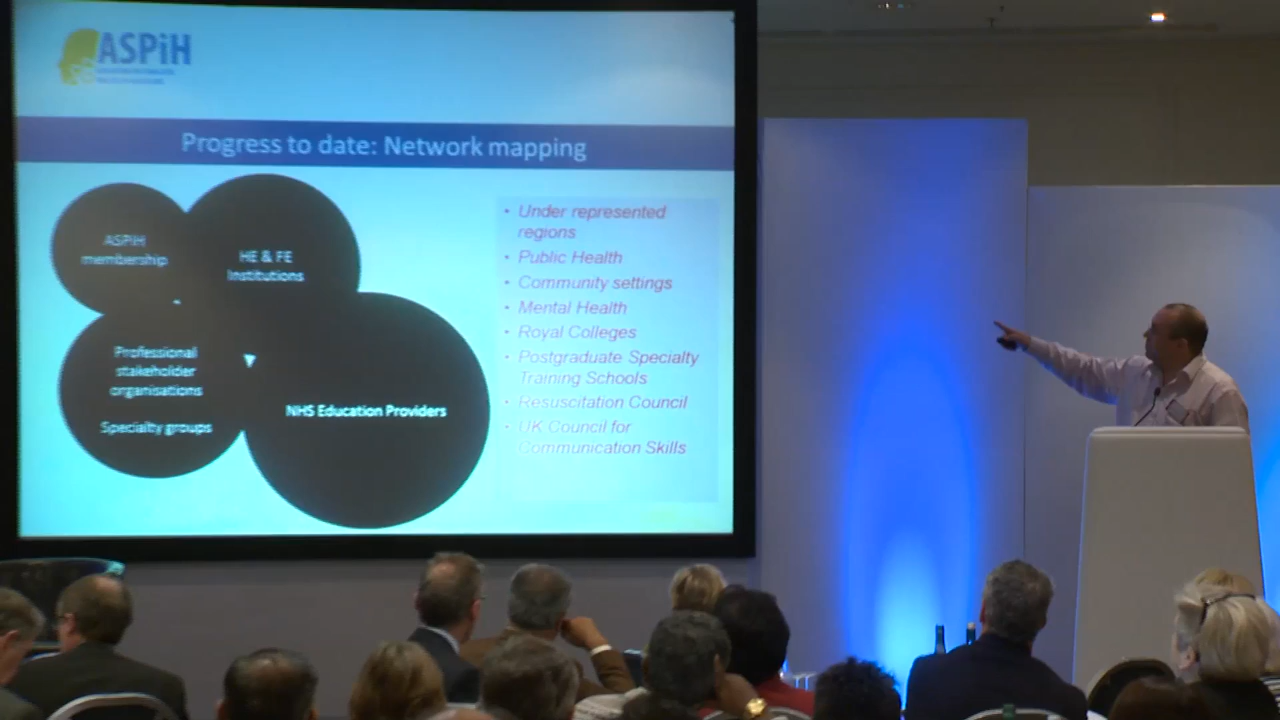 ASPiH
Progress to date: Network mapping
ASPiH
membership
HE & FE
Institutions
Professional
stakeholder
organisations
Specialty groups
NHS Education Providers
• Under represented
regions
• Public Health
• Community settings
• Mental Health
• Royal Colleges
• Postgraduate Specialty
Training Schools
• Resuscitation Council
• UK Council for
Communication Skills